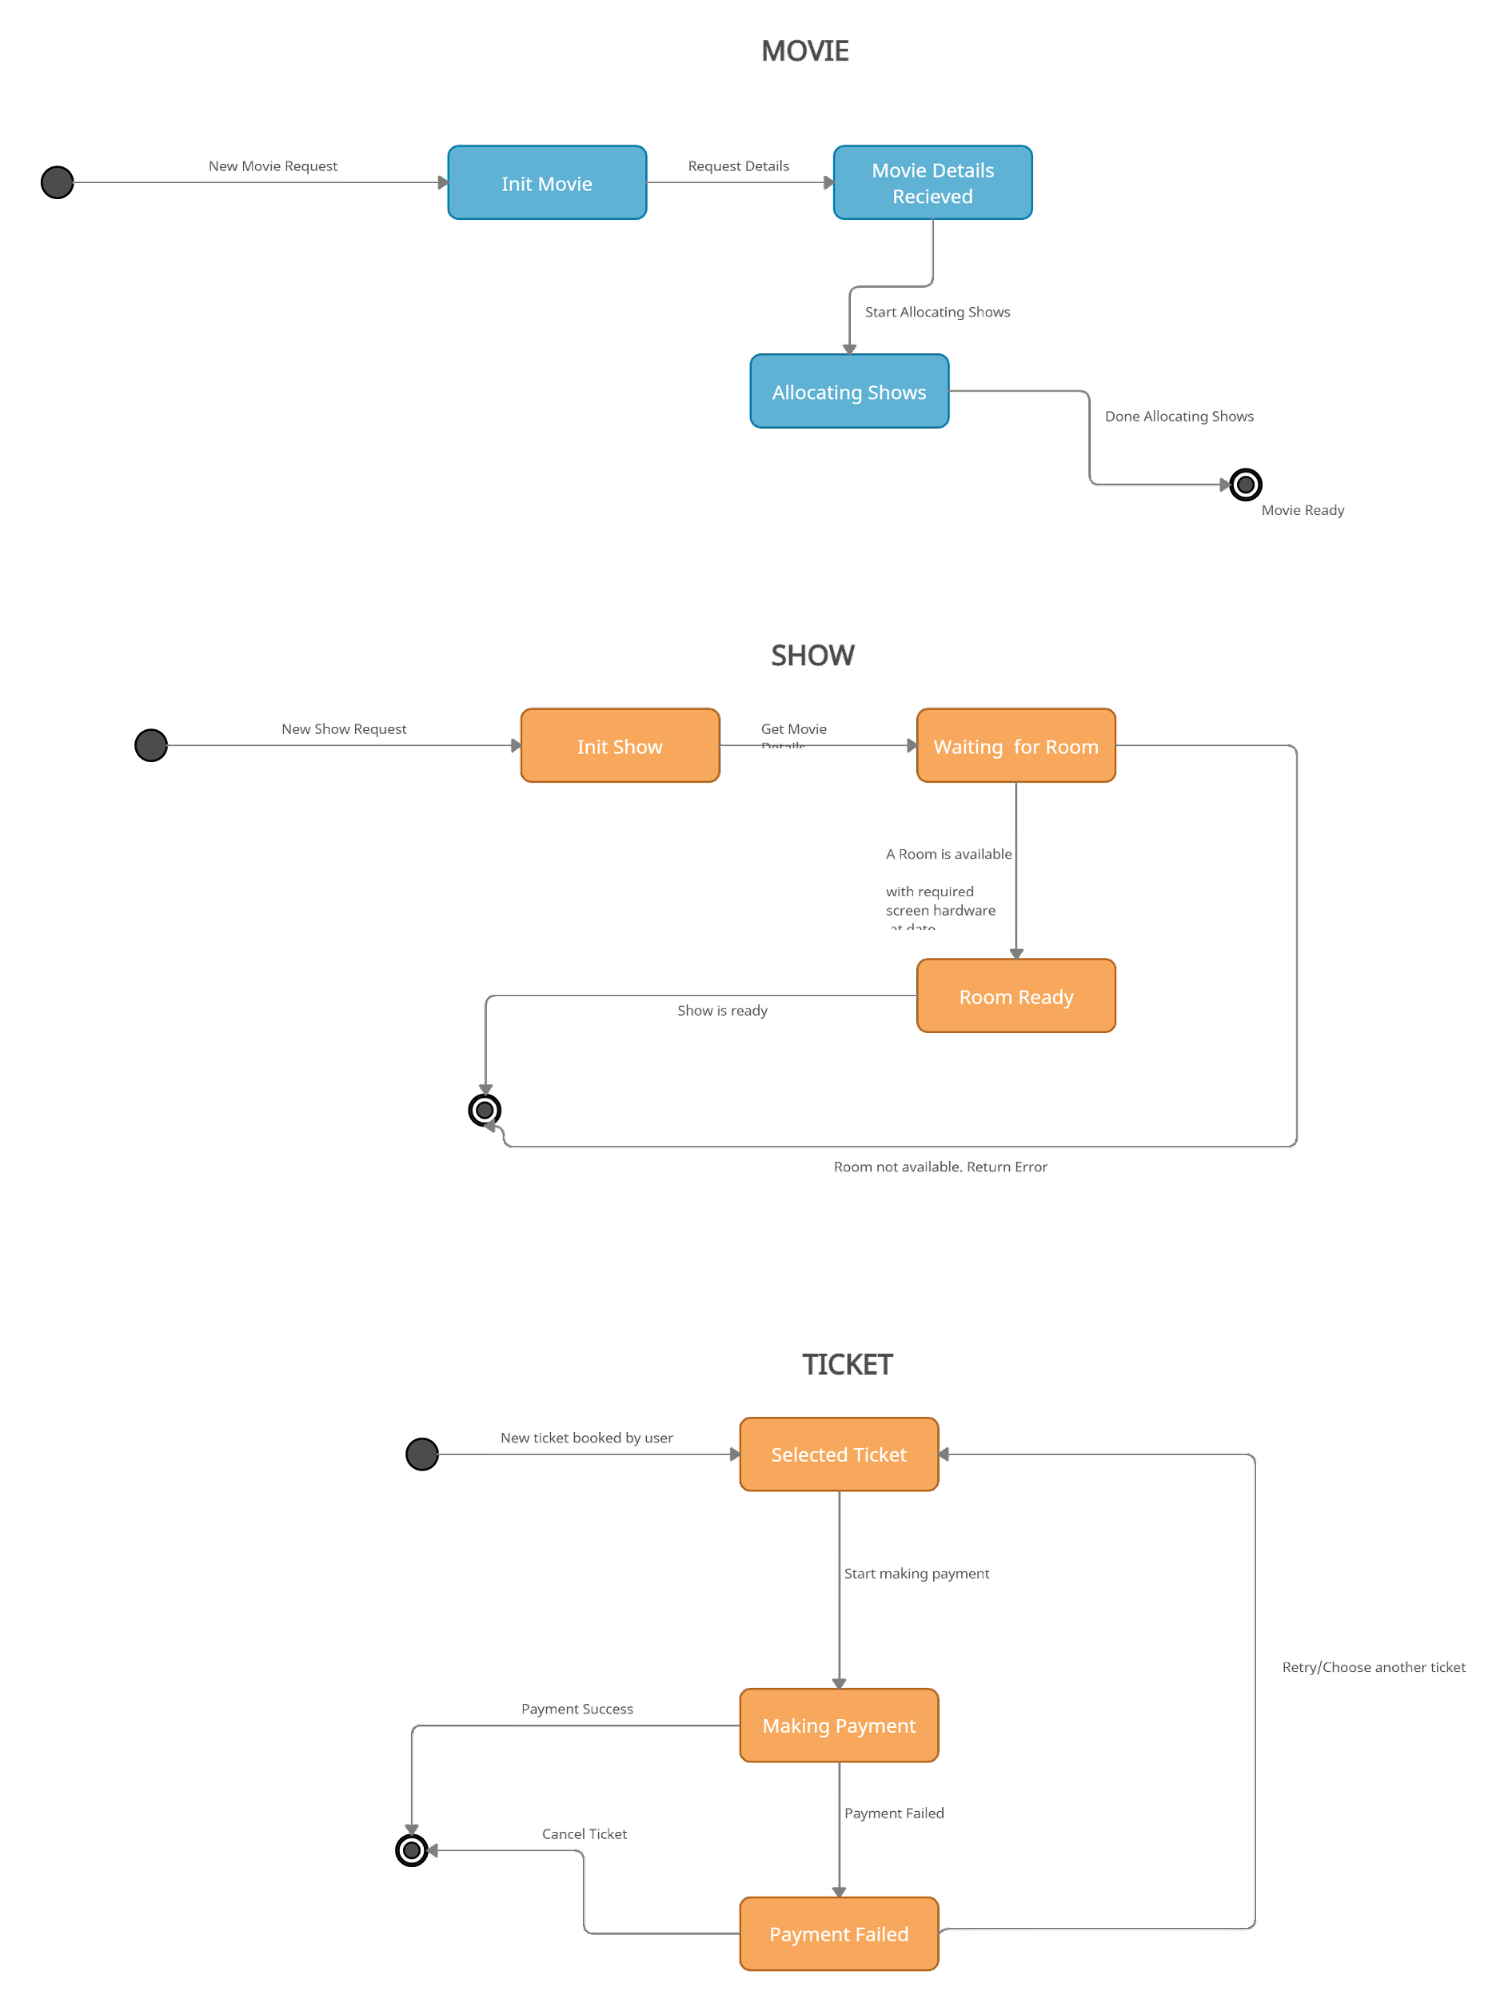 MOVIE
New Movie Request
Init Movie
Request Details
Movie Details
Recieved
Start Allocating Shows
Allocating Shows
Done Allocating Shows
Movie Ready
SHOW
New Show Request
Init Show
Get Movie
Details
Waiting  for Room
A Room is available
with required
screen hardware
at date
Room Ready
Show is ready
Room not available. Return Error
TICKET
New ticket booked by user
Selected Ticket
Start making payment
Retry/Choose another ticket
Payment Success
Making Payment
Payment Failed
Cancel Ticket
Payment Failed